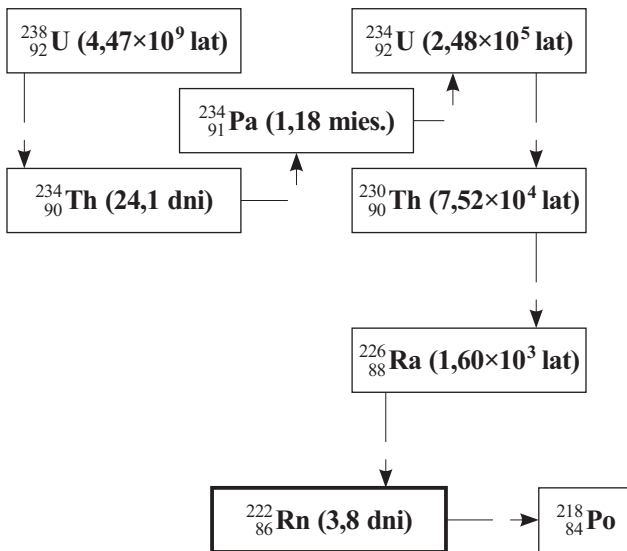 ²³⁸₉₂U (4,47×10⁹ lat)
²³⁴₉₂U (2,48×10⁵ lat)
²³⁴₉₁Pa (1,18 mies.)
²³⁴₉₀Th (24,1 dni)
²³⁰₉₀Th (7,52×10⁴ lat)
²²⁶₈₈Ra (1,60×10³ lat)
²²²₈₆Rn (3,8 dni)
²¹⁸₈₄Po